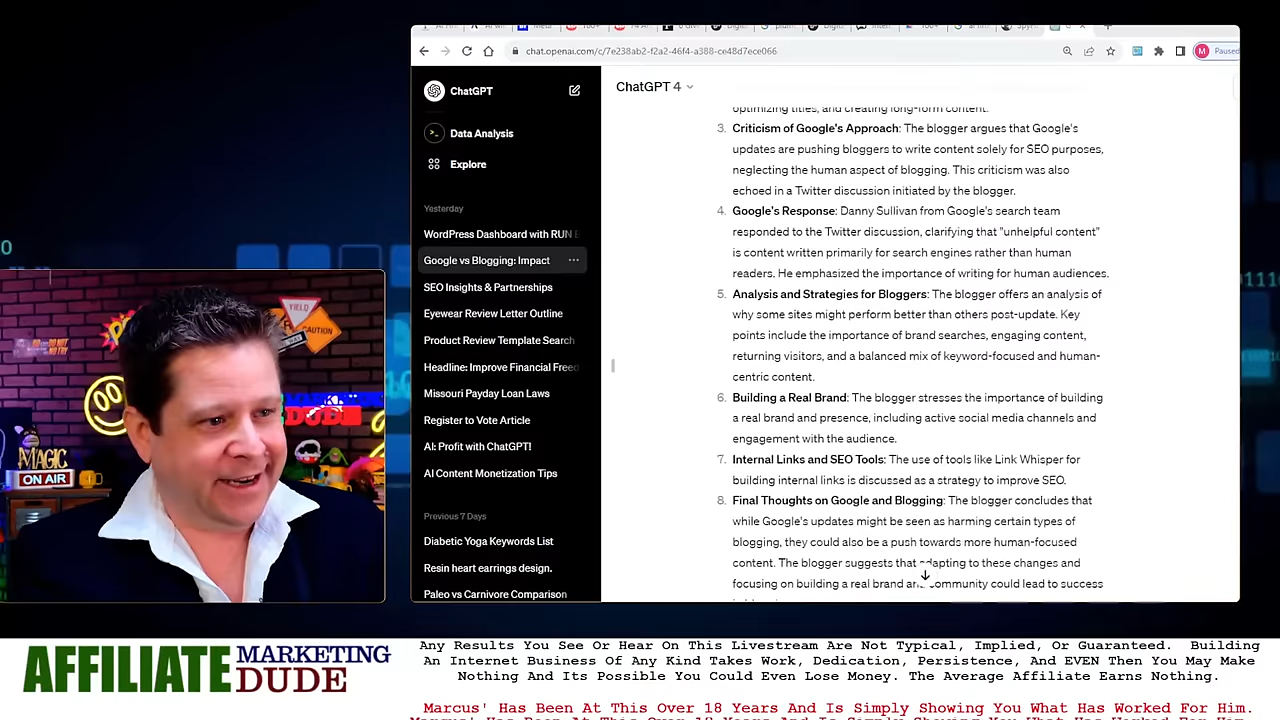 chat.openai.com/c/7e238ab2-f2a2-46f4-a388-ce48d7ece066
Paused
ChatGPT
ChatGPT 4
Data Analysis
Explore
Yesterday
WordPress Dashboard with RUN
Google vs Blogging: Impact
SEO Insights & Partnerships
Eyewear Review Letter Outline
Product Review Template Search
Headline: Improve Financial Freed
Missouri Payday Loan Laws
Register to Vote Article
AI: Profit with ChatGPT!
AI Content Monetization Tips
Previous 7 Days
Diabetic Yoga Keywords List
Resin heart earrings design.
Paleo vs Carnivore Comparison
optimizing titles, and creating long-form content.
3. Criticism of Google's Approach: The blogger argues that Google's
updates are pushing bloggers to write content solely for SEO purposes,
neglecting the human aspect of blogging. This criticism was also
echoed in a Twitter discussion initiated by the blogger.
4. Google's Response: Danny Sullivan from Google's search team
responded to the Twitter discussion, clarifying that "unhelpful content"
is content written primarily for search engines rather than human
readers. He emphasized the importance of writing for human audiences.
5. Analysis and Strategies for Bloggers: The blogger offers an analysis of
why some sites might perform better than others post-update. Key
points include the importance of brand searches, engaging content,
returning visitors, and a balanced mix of keyword-focused and human-
centric content.
6. Building a Real Brand: The blogger stresses the importance of building
a real brand and presence, including active social media channels and
engagement with the audience.
7. Internal Links and SEO Tools: The use of tools like Link Whisper for
building internal links is discussed as a strategy to improve SEO.
8. Final Thoughts on Google and Blogging: The blogger concludes that
while Google's updates might be seen as harming certain types of
blogging, they could also be a push towards more human-focused
content. The blogger suggests that adapting to these changes and
focusing on building a real brand and community could lead to success
YIELD
CAUTION
MAGIC
ON AIR
DUDE
AFFILIATE MARKETING
DUDE
Any Results You See Or Hear On This Livestream Are Not Typical, Implied, Or Guaranteed. Building
An Internet Business Of Any Kind Takes Work, Dedication, Persistence, And EVEN Then You May Make
Nothing And Its Possible You Could Even Lose Money. The Average Affiliate Earns Nothing.
Marcus' Has Been At This Over 18 Years And Is Simply Showing You What Has Worked For Him.